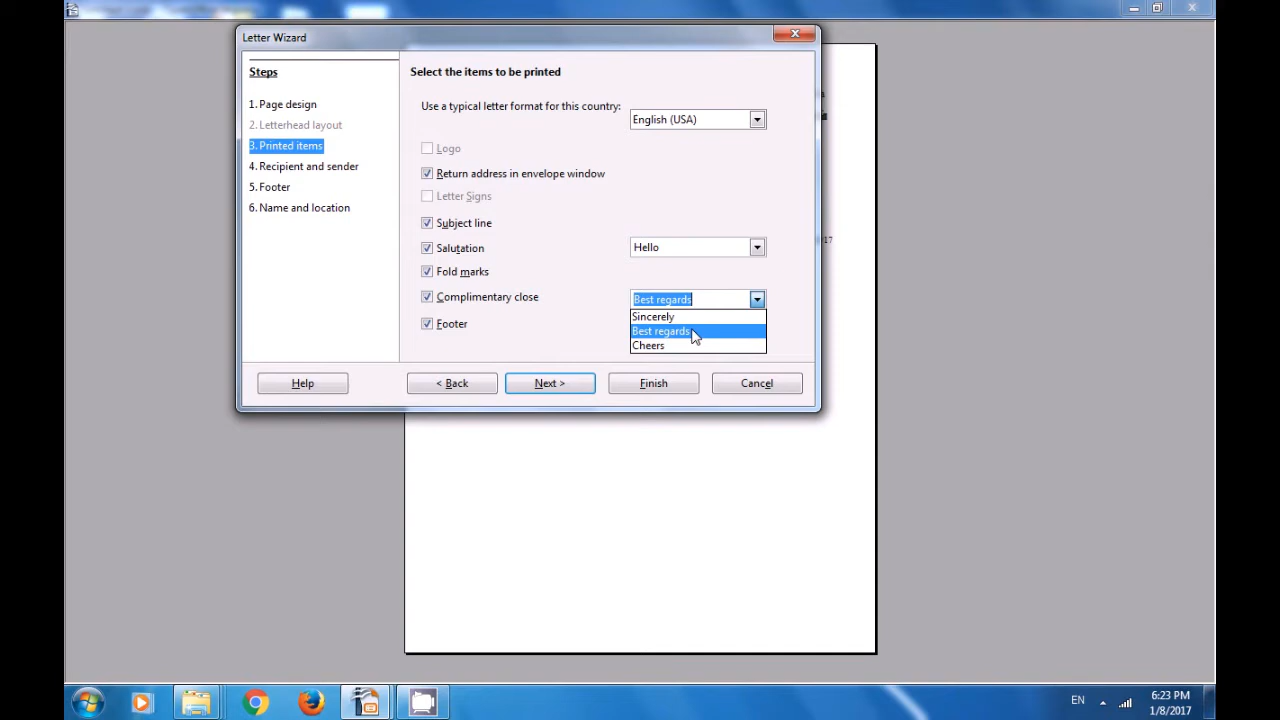 Letter Wizard
Steps
1. Page design
2. Letterhead layout
3. Printed items
4. Recipient and sender
5. Footer
6. Name and location
Select the items to be printed
Use a typical letter format for this country:
English (USA)
Logo
Return address in envelope window
Letter Signs
Subject line
Salutation
Hello
Fold marks
Complimentary close
Best regards
Sincerely
Best regards
Cheers
Footer
Help
< Back
Next >
Finish
Cancel
17
EN
6:23 PM
1/8/2017